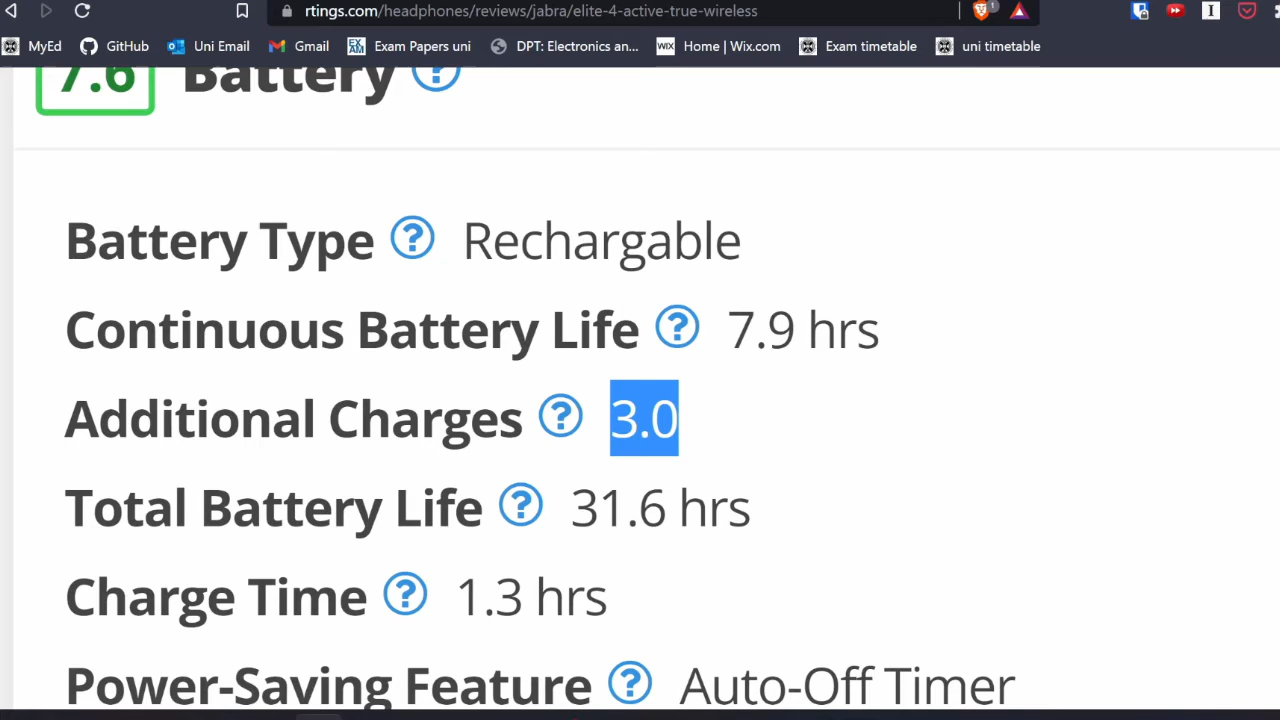 rtings.com/headphones/reviews/jabra/elite-4-active-true-wireless
1
MyEd GitHub Uni Email Gmail EXAM Exam Papers uni DPT: Electronics an... WIX Home | Wix.com Exam timetable uni timetable
7.6 Battery ?
Battery Type ? Rechargable
Continuous Battery Life ? 7.9 hrs
Additional Charges ? 3.0
Total Battery Life ? 31.6 hrs
Charge Time ? 1.3 hrs
Power-Saving Feature ? Auto-Off Timer